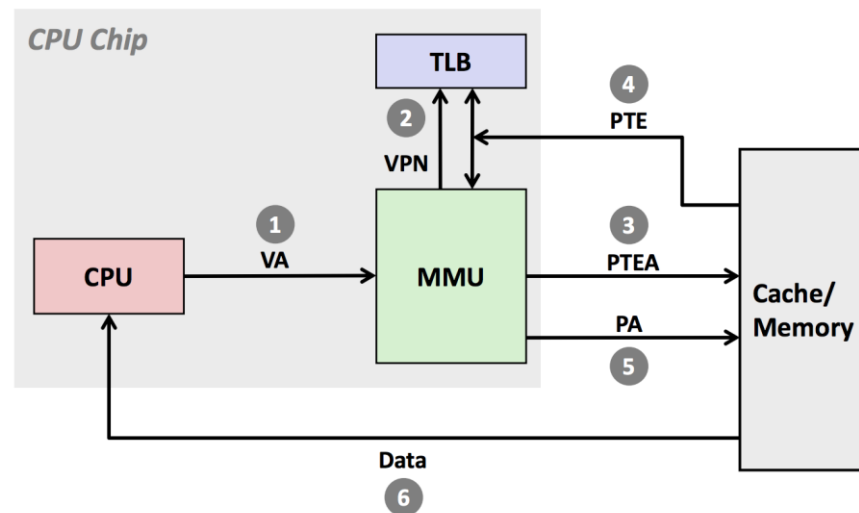 CPU Chip
TLB
4
PTE
2
VPN
1
VA
3
PTEA
CPU
MMU
Cache/
Memory
PA
5
Data
6